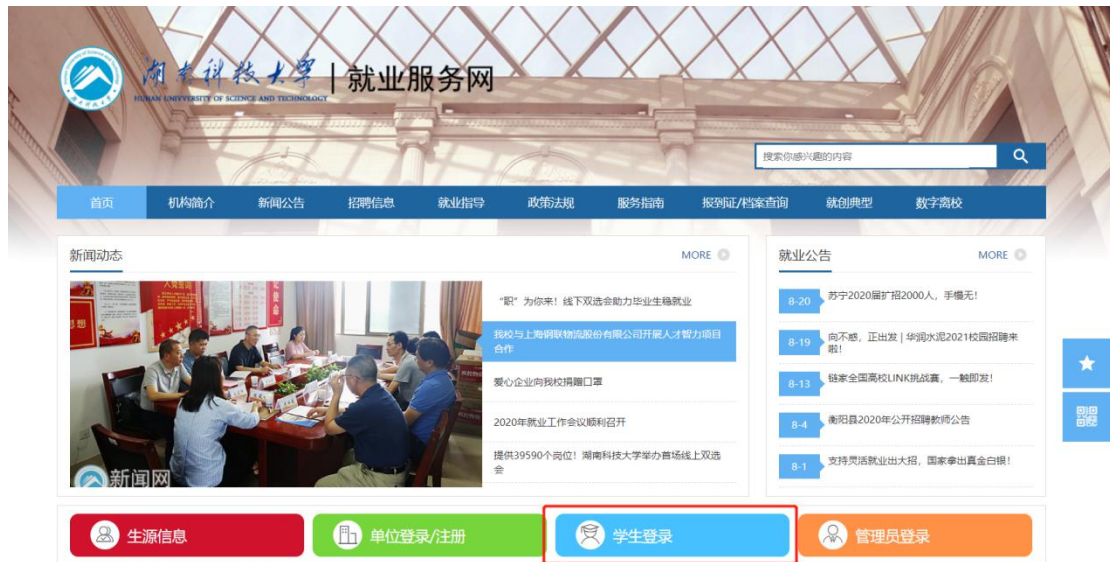 湖南科技大学
就业服务网
HUNAN UNIVYERSITY OF SCIENCE AND TECHNOLOGY
搜索你感兴趣的内容
首页 机构简介 新闻公告 招聘信息 就业指导 政策法规 服务指南 报到证/档案查询 就创典型 数字离校
新闻动态 MORE
“职”为你来！线下双选会助力毕业生稳就业
我校与上海钢联物流股份有限公司开展人才智力项目
合作
爱心企业向我校捐赠口罩
2020年就业工作会议顺利召开
提供39590个岗位！湖南科技大学举办首场线上双选
会
新闻网
就业公告 MORE
8-20 苏宁2020届扩招2000人，手慢无！
8-19 向不惑，正出发 | 华润水泥2021校园招聘来
啦！
8-13 链家全国高校LINK挑战赛，一触即发！
8-4 衡阳县2020年公开招聘教师公告
8-1 支持灵活就业出大招，国家拿出真金白银！
生源信息 单位登录/注册 学生登录 管理员登录